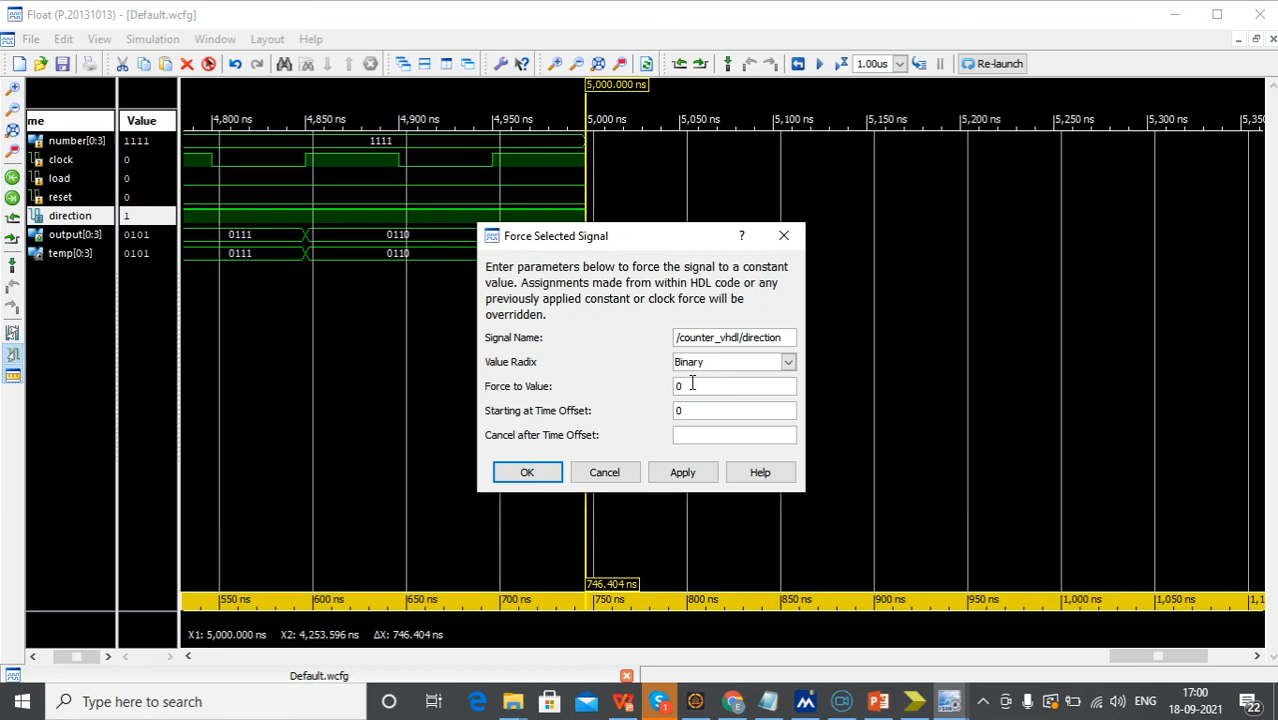 Float (P.20131013) - [Default.wcfg]
File Edit View Simulation Window Layout Help
1.00us Re-launch
5,000.000 ns
me Value
4,800 ns 4,850 ns 4,900 ns 4,950 ns 5,000 ns 5,050 ns 5,100 ns 5,150 ns 5,200 ns 5,250 ns 5,300 ns 5,350
number[0:3] 1111 1111
clock 0
load 0
reset 0
direction 1
output[0:3] 0101 0111 0110
temp[0:3] 0101 0111 0110
Force Selected Signal
Enter parameters below to force the signal to a constant
value. Assignments made from within HDL code or any
previously applied constant or clock force will be
overridden.
Signal Name: /counter_vhdl/direction
Value Radix Binary
Force to Value: 0
Starting at Time Offset: 0
Cancel after Time Offset:
OK Cancel Apply Help
746.404 ns
550 ns 600 ns 650 ns 700 ns 750 ns 800 ns 850 ns 900 ns 950 ns 1,000 ns 1,050 ns 1,1
X1: 5,000.000 ns X2: 4,253.596 ns ΔX: 746.404 ns
Default.wcfg
Type here to search
ENG
17:00
18-09-2021
22